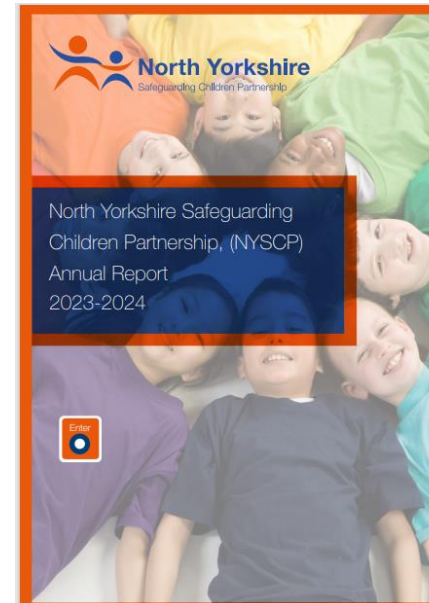 North Yorkshire
Safeguarding Children Partnership
North Yorkshire Safeguarding
Children Partnership, (NYSCP)
Annual Report
2023-2024
Enter